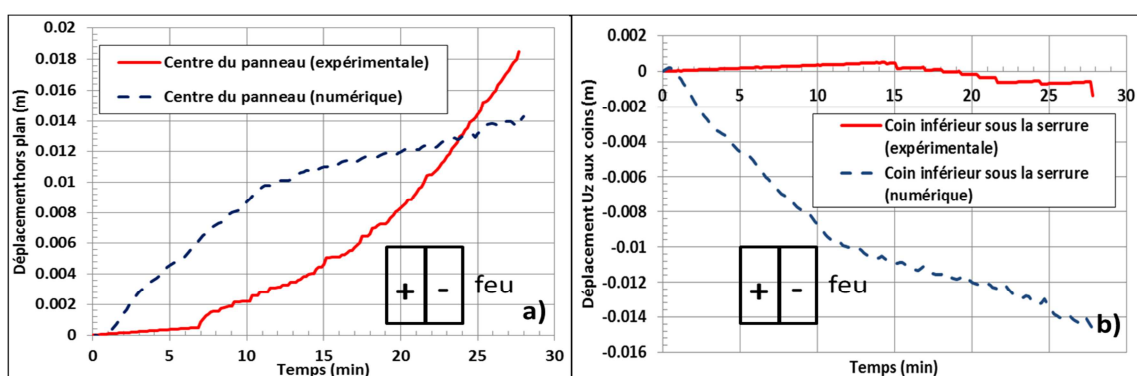 0.02
0.018
0.016
0.014
0.012
0.01
0.008
0.006
0.004
0.002
0
Déplacementhors plan (m)
Centre du panneau (expérimentale)
Centre du panneau (numérique)
+ - feu
a)
0 5 10 15 20 25 30
Temps (min)
0.002
0
-0.002
-0.004
-0.006
-0.008
-0.01
-0.012
-0.014
-0.016
Déplacement Uz aux coins (m)
0 5 10 15 20 25 30
Coin inférieur sous la serrure
(expérimentale)
Coin inférieur sous la serrure
(numérique)
+ - feu
b)
Temps (min)